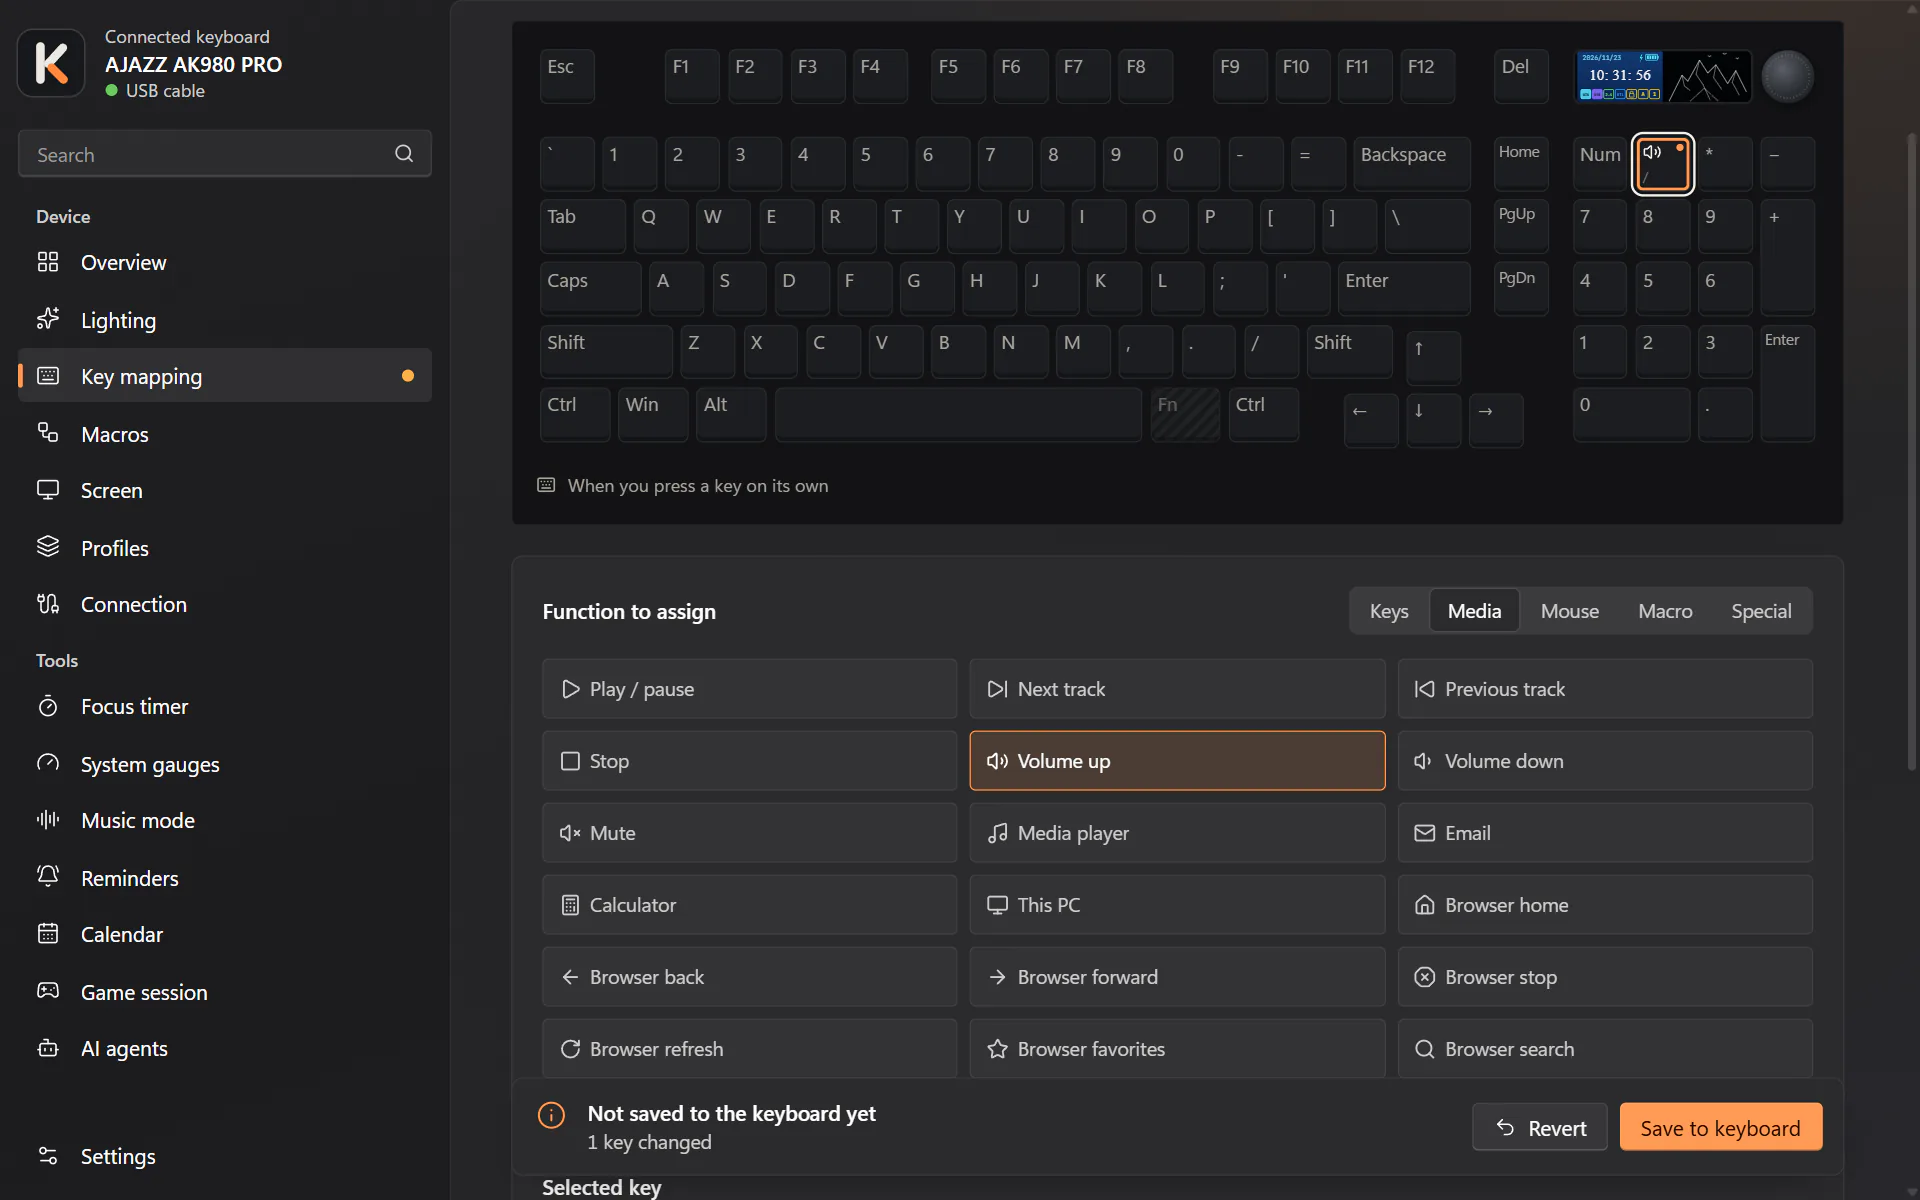 Connected keyboard
AJAZZ AK980 PRO
USB cable
Search
Device
Overview
Lighting
Key mapping
Macros
Screen
Profiles
Connection
Tools
Focus timer
System gauges
Music mode
Reminders
Calendar
Game session
AI agents
Settings
Esc F1 F2 F3 F4 F5 F6 F7 F8 F9 F10 F11 F12 Del
2026/11/23
10: 31: 56
` 1 2 3 4 5 6 7 8 9 0 - = Backspace Home Num / * −
Tab Q W E R T Y U I O P [ ] \ PgUp 7 8 9 +
Caps A S D F G H J K L ; ' Enter PgDn 4 5 6
Shift Z X C V B N M , . / Shift ↑ 1 2 3 Enter
Ctrl Win Alt Fn Ctrl ← ↓ → 0 .
When you press a key on its own
Function to assign
Keys Media Mouse Macro Special
Play / pause Next track Previous track
Stop Volume up Volume down
Mute Media player Email
Calculator This PC Browser home
Browser back Browser forward Browser stop
Browser refresh Browser favorites Browser search
Not saved to the keyboard yet
1 key changed
Revert Save to keyboard
Selected key